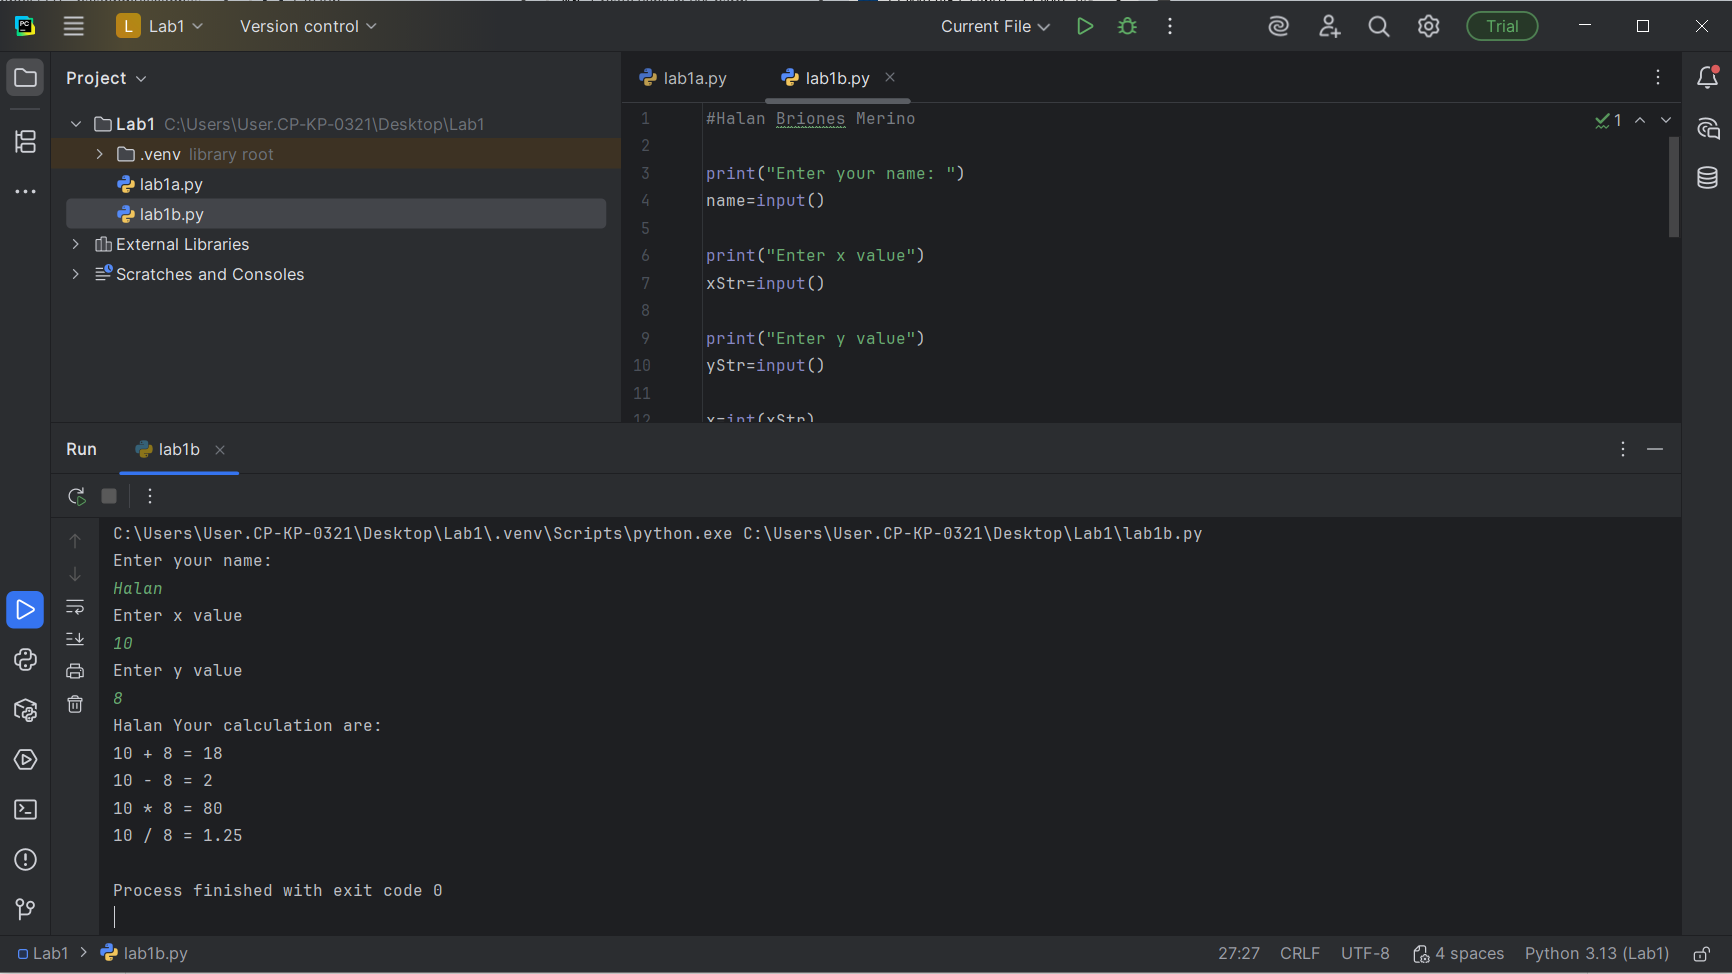 L Lab1 Version control Current File Trial
Project
Lab1 C:\Users\User.CP-KP-0321\Desktop\Lab1
.venv library root
lab1a.py
lab1b.py
External Libraries
Scratches and Consoles
lab1a.py lab1b.py
1 #Halan Briones Merino
1
2
3 print("Enter your name: ")
4 name=input()
5
6 print("Enter x value")
7 xStr=input()
8
9 print("Enter y value")
10 yStr=input()
11
12 x=int(xStr)
Run lab1b
C:\Users\User.CP-KP-0321\Desktop\Lab1\.venv\Scripts\python.exe C:\Users\User.CP-KP-0321\Desktop\Lab1\lab1b.py
Enter your name:
Halan
Enter x value
10
Enter y value
8
Halan Your calculation are:
10 + 8 = 18
10 - 8 = 2
10 * 8 = 80
10 / 8 = 1.25
Process finished with exit code 0
Lab1 > lab1b.py 27:27 CRLF UTF-8 4 spaces Python 3.13 (Lab1)